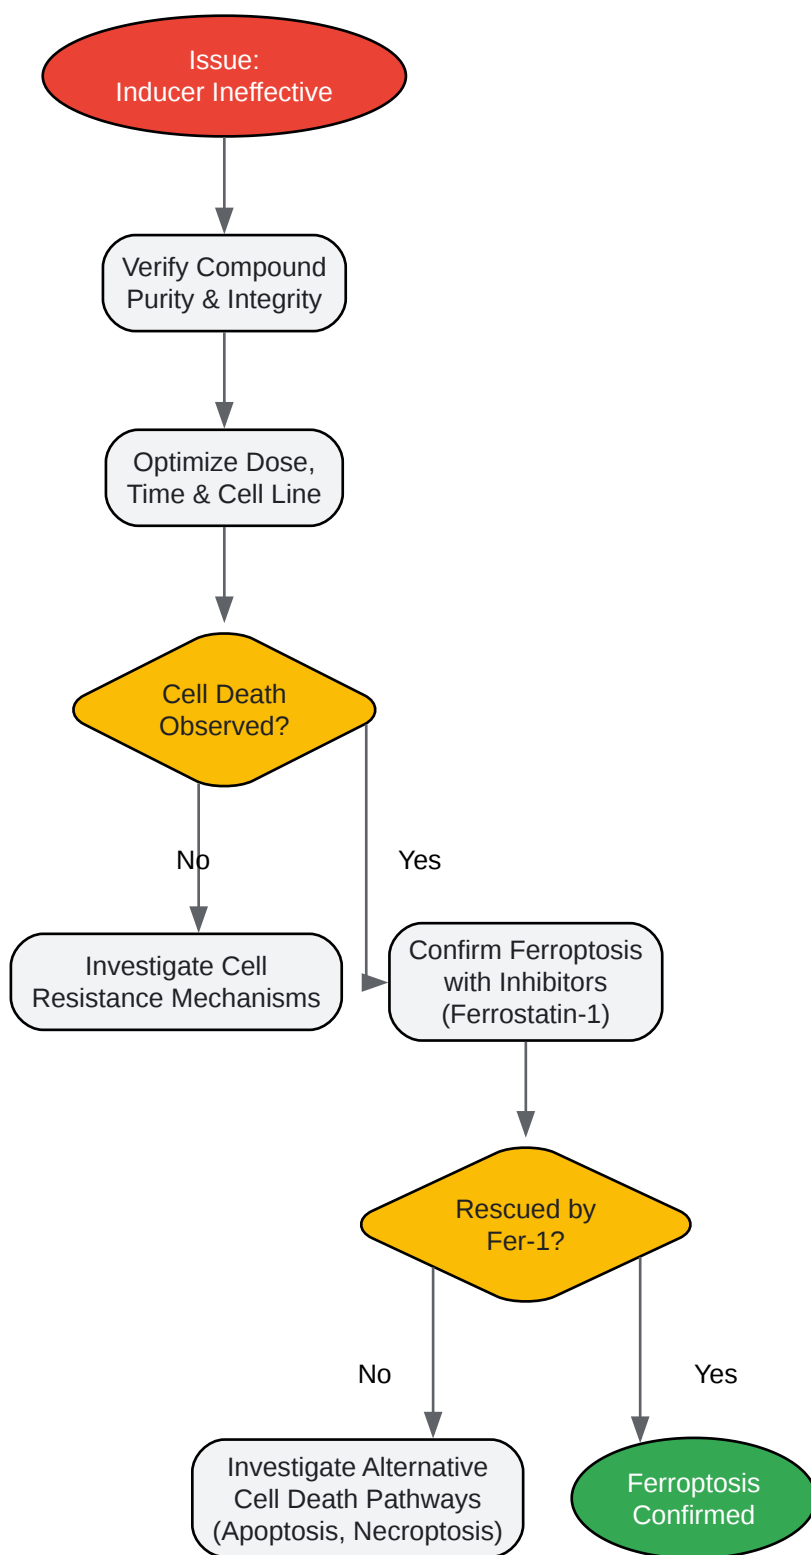 Issue:
Inducer Ineffective
Verify Compound
Purity & Integrity
Optimize Dose,
Time & Cell Line
Cell Death
Observed?
No
Yes
Investigate Cell
Resistance Mechanisms
Confirm Ferroptosis
with Inhibitors
(Ferrostatin-1)
Rescued by
Fer-1?
No
Yes
Investigate Alternative
Cell Death Pathways
(Apoptosis, Necroptosis)
Ferroptosis
Confirmed